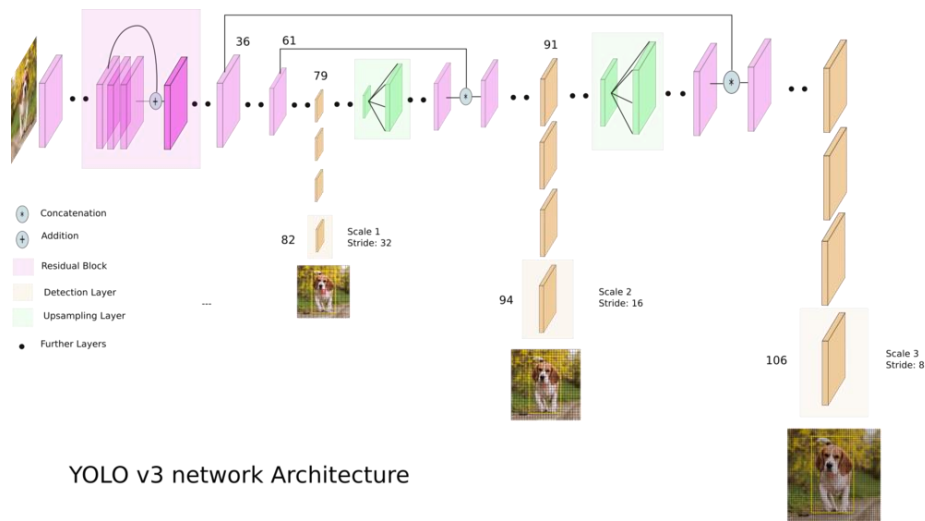 36
61
79
91
*
*
+
* Concatenation
+ Addition
Residual Block
Detection Layer
Upsampling Layer
Further Layers
---
82
Scale 1
Stride: 32
94
Scale 2
Stride: 16
106
Scale 3
Stride: 8
YOLO v3 network Architecture